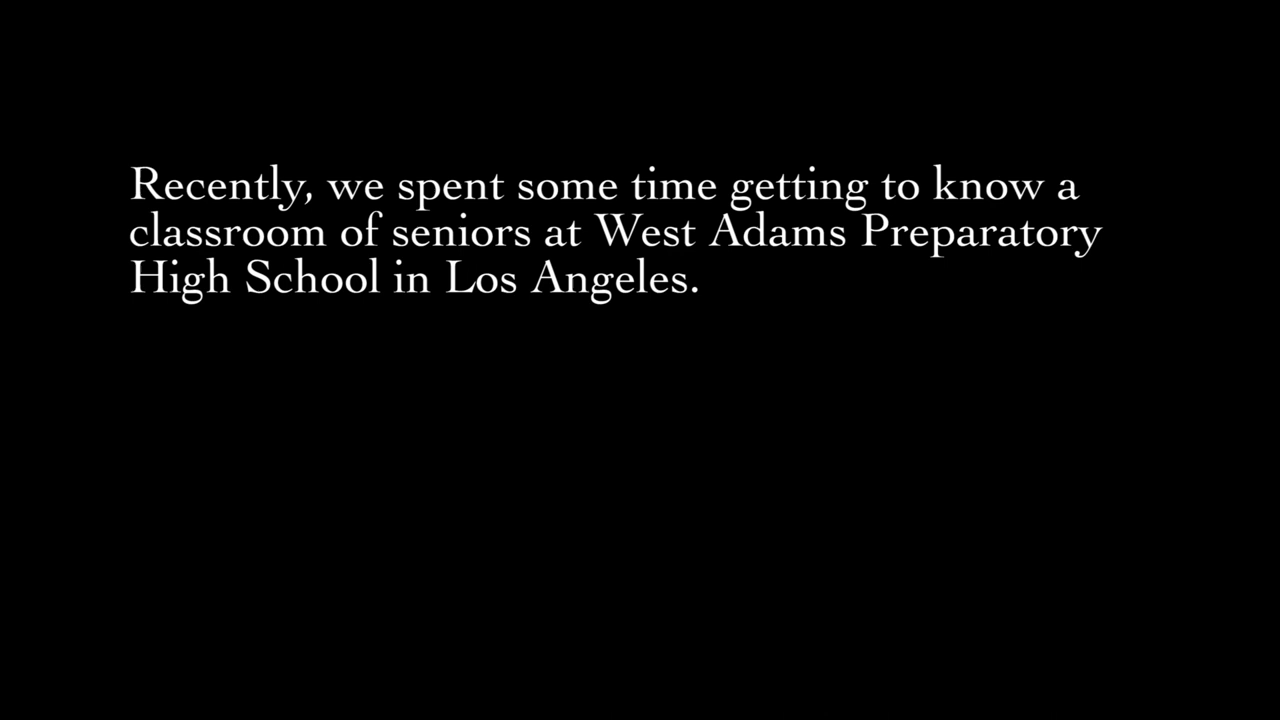 Recently, we spent some time getting to know a
classroom of seniors at West Adams Preparatory
High School in Los Angeles.